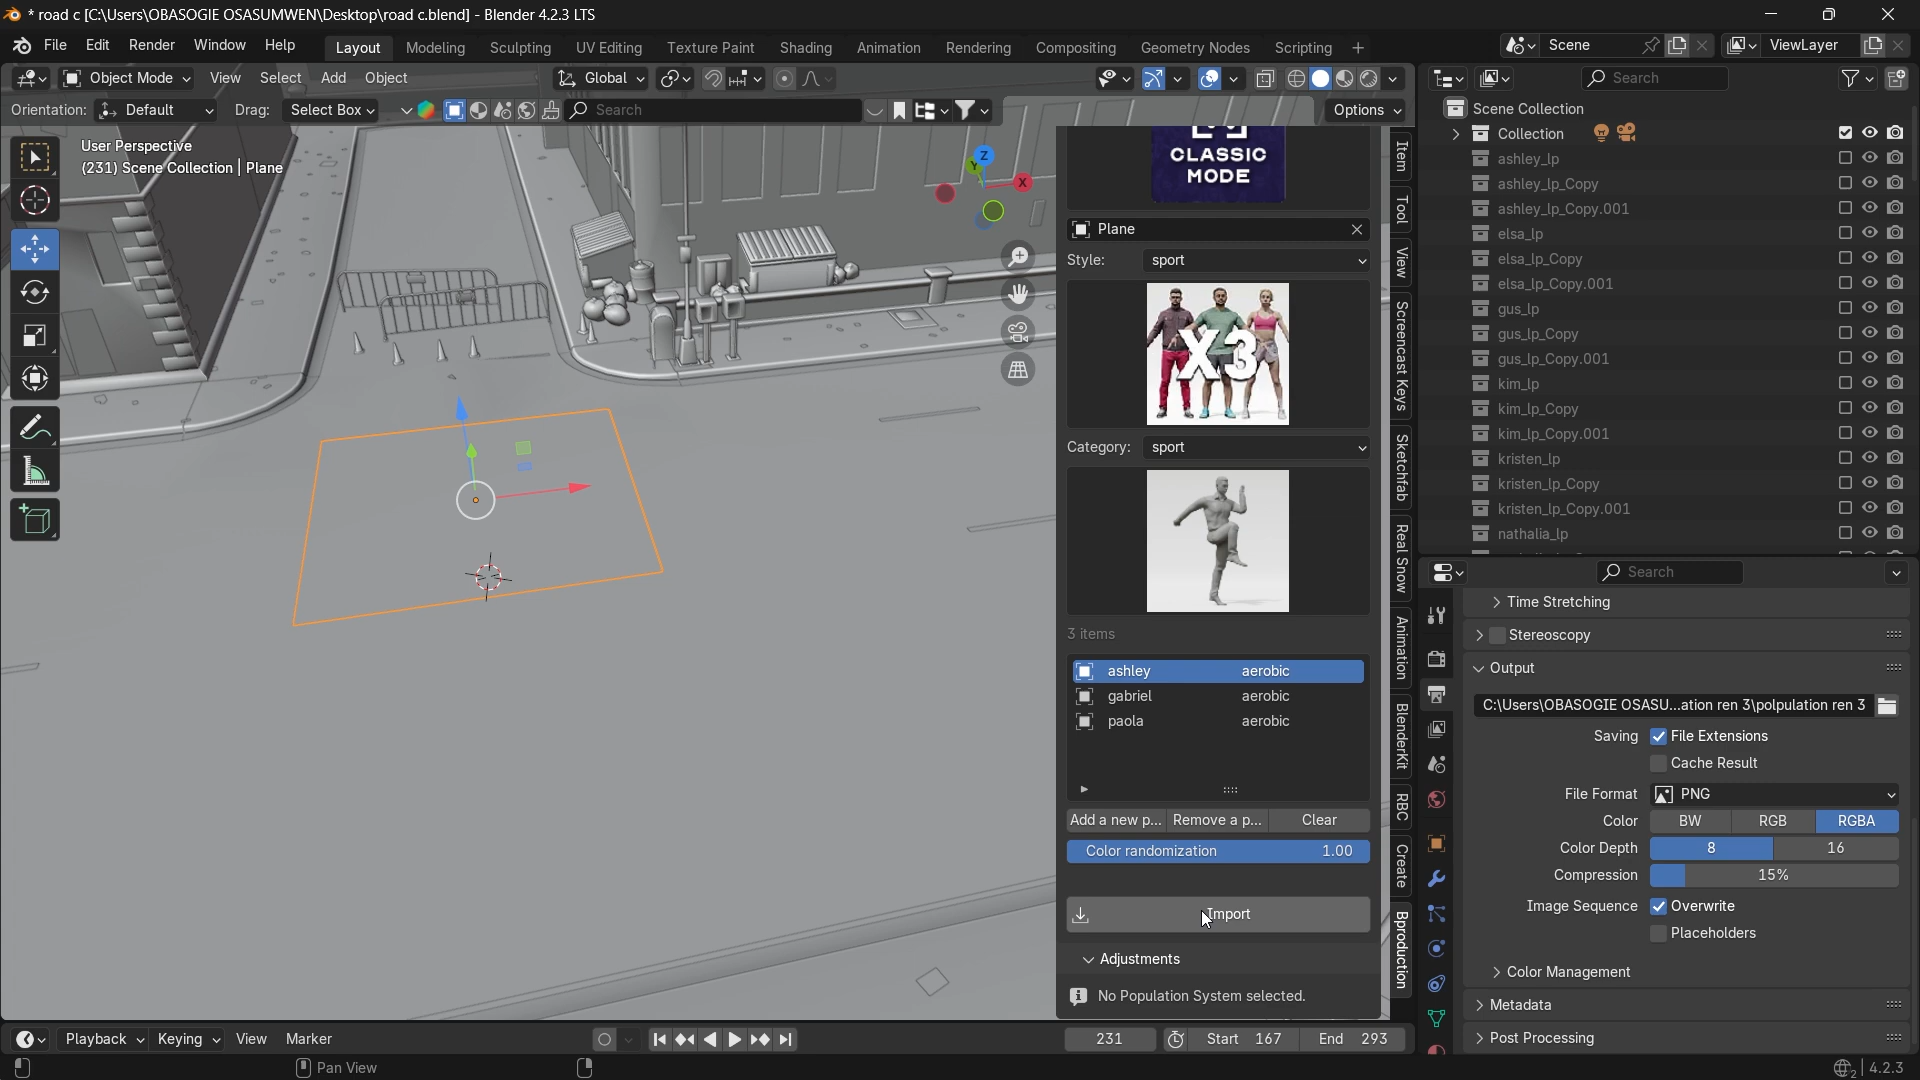 * road c [C:\Users\OBASOGIE OSASUMWEN\Desktop\road c.blend] - Blender 4.2.3 LTS
File Edit Render Window Help Layout Modeling Sculpting UV Editing Texture Paint Shading Animation Rendering Compositing Geometry Nodes Scripting + Scene ViewLayer
Object Mode View Select Add Object Global Search
Orientation: Default Drag: Select Box Search Options
User Perspective
(231) Scene Collection | Plane
Z
Y
X
CLASSIC
MODE
Plane
Style: sport
X3
Category: sport
3 items
ashley aerobic
gabriel aerobic
paola aerobic
Add a new p... Remove a p... Clear
Color randomization 1.00
Import
Adjustments
No Population System selected.
Item
Tool
View
Screencast Keys
Sketchfab
Real Snow
Animation
BlenderKit
RBC
Create
Bproduction
Scene Collection
Collection
ashley_lp
ashley_lp_Copy
ashley_lp_Copy.001
elsa_lp
elsa_lp_Copy
elsa_lp_Copy.001
gus_lp
gus_lp_Copy
gus_lp_Copy.001
kim_lp
kim_lp_Copy
kim_lp_Copy.001
kristen_lp
kristen_lp_Copy
kristen_lp_Copy.001
nathalia_lp
Search
Time Stretching
Stereoscopy
Output
C:\Users\OBASOGIE OSASU...ation ren 3\polpulation ren 3
Saving File Extensions
Cache Result
File Format PNG
Color BW RGB RGBA
Color Depth 8 16
Compression 15%
Image Sequence Overwrite
Placeholders
Color Management
Metadata
Post Processing
Playback Keying View Marker 231 Start 167 End 293
Pan View 2 4.2.3